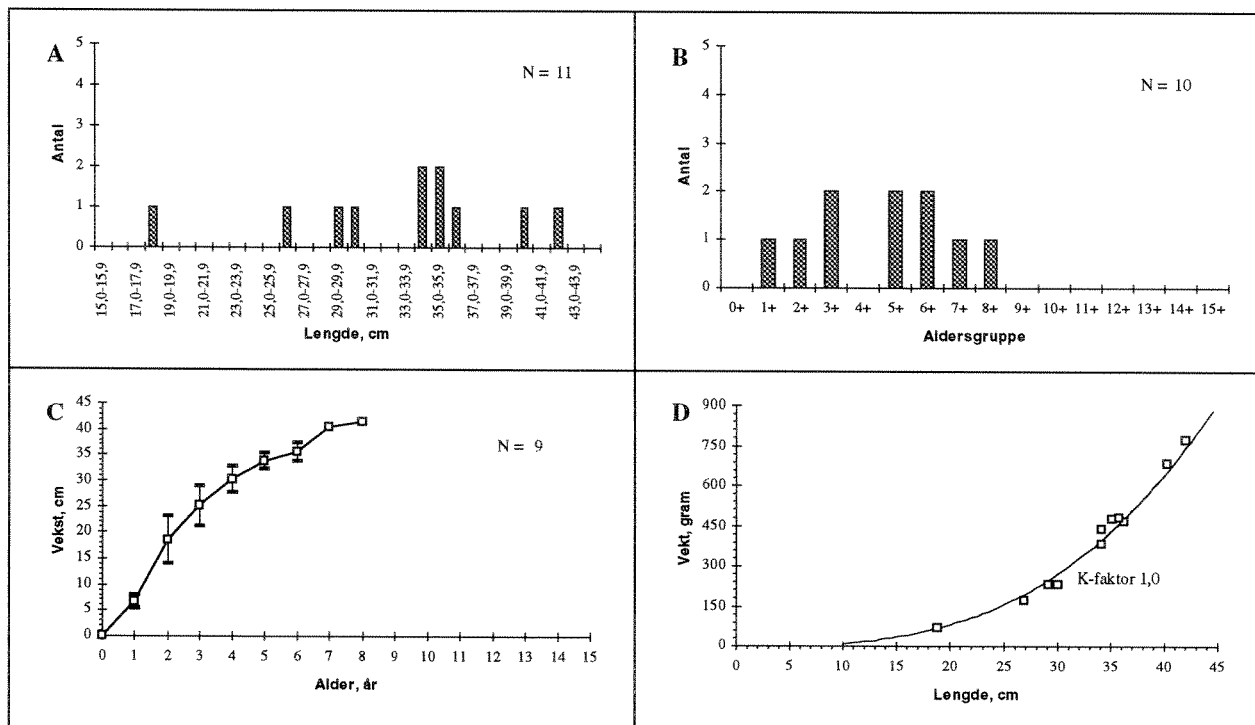 A
N = 11
5
4
3
2
1
0
Antal
15,0-15,9
17,0-17,9
19,0-19,9
21,0-21,9
23,0-23,9
25,0-25,9
27,0-27,9
29,0-29,9
31,0-31,9
33,0-33,9
35,0-35,9
37,0-37,9
39,0-39,9
41,0-41,9
43,0-43,9
Lengde, cm
B
N = 10
5
4
3
2
1
0
Antal
0+ 1+ 2+ 3+ 4+ 5+ 6+ 7+ 8+ 9+ 10+ 11+ 12+ 13+ 14+ 15+
Aldersgruppe
C
N = 9
45
40
35
30
25
20
15
10
5
0
Vekst, cm
0 1 2 3 4 5 6 7 8 9 10 11 12 13 14 15
Alder, år
D
900
750
600
450
300
150
0
Vekt, gram
K-faktor 1,0
0 5 10 15 20 25 30 35 40 45
Lengde, cm